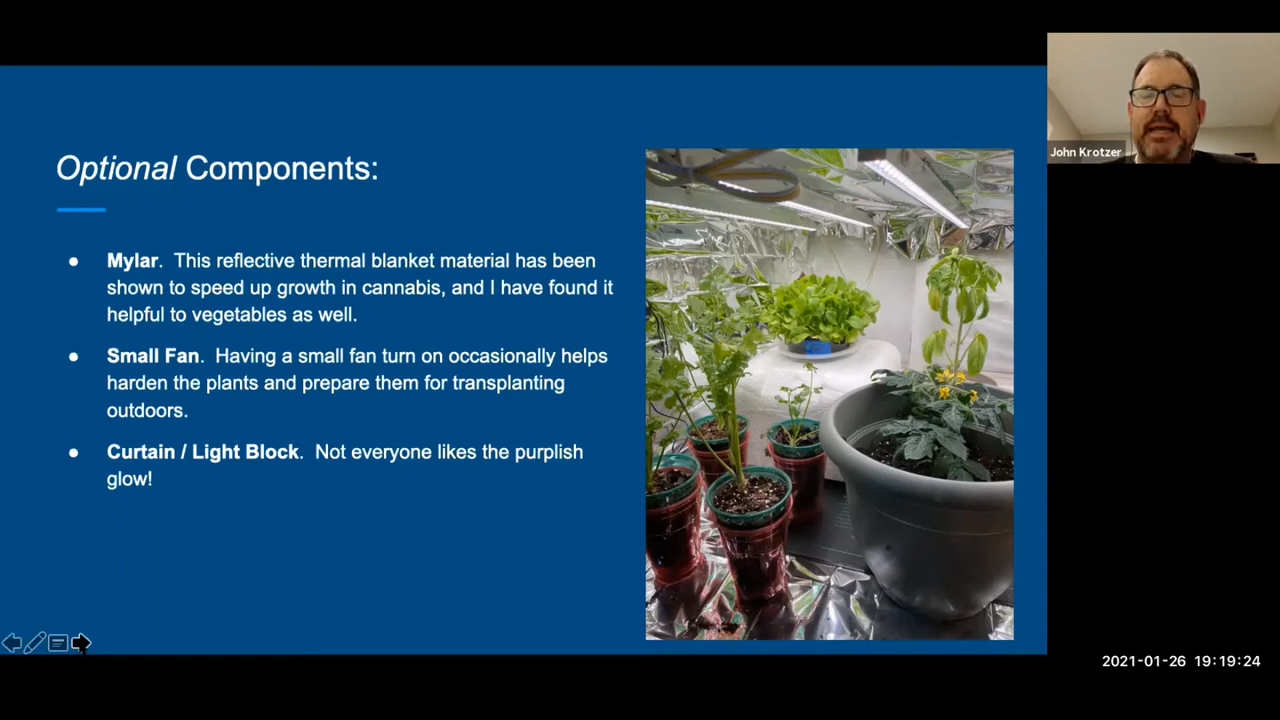 John Krotzer
Optional Components:
● Mylar. This reflective thermal blanket material has been
shown to speed up growth in cannabis, and I have found it
helpful to vegetables as well.
● Small Fan. Having a small fan turn on occasionally helps
harden the plants and prepare them for transplanting
outdoors.
● Curtain / Light Block. Not everyone likes the purplish
glow!
2021-01-26 19:19:24